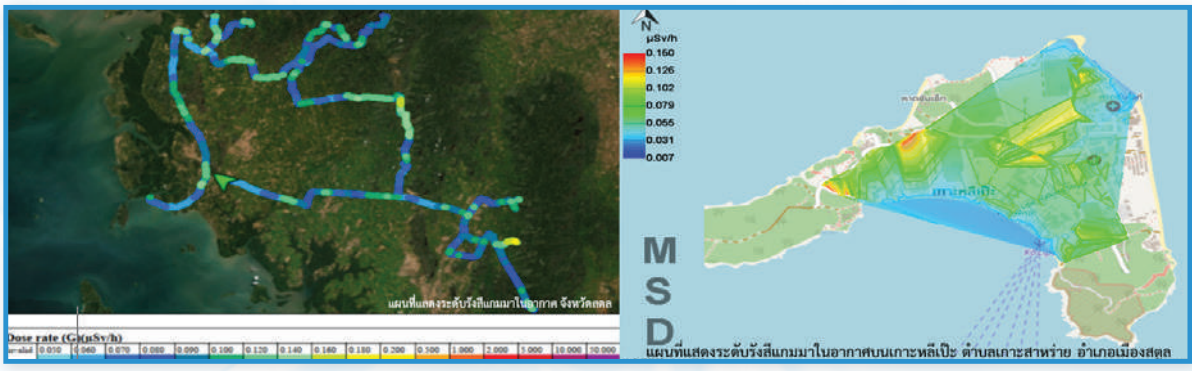 แผนที่แสดงระดับรังสีแกมมาในอากาศ จังหวัดสตูล
Dose rate (G)(µSv/h)
0.050 0.060 0.070 0.080 0.090 0.100 0.120 0.140 0.160 0.180 0.200 0.500 1.000 2.000 5.000 10.000 50.000
N
µSv/h
0.160
0.126
0.102
0.079
0.055
0.031
0.007
เกาะหลีเป๊ะ
M
S
D
แผนที่แสดงระดับรังสีแกมมาในอากาศบนเกาะหลีเป๊ะ ตำบลเกาะสาหร่าย อำเภอเมืองสตูล